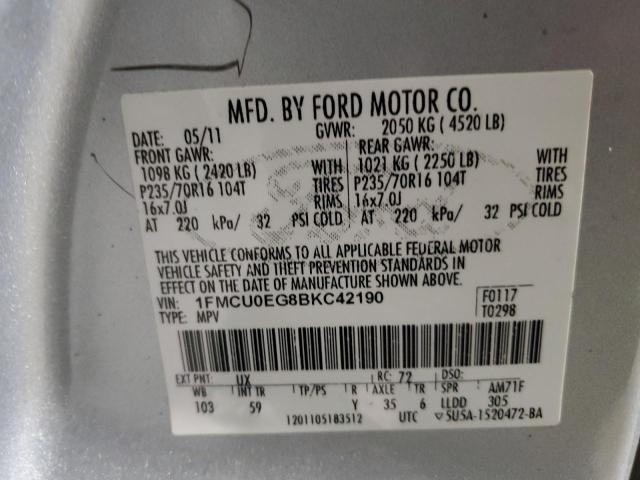 MFD. BY FORD MOTOR CO.
DATE: 05/11 GVWR: 2050 KG ( 4520 LB)
FRONT GAWR: REAR GAWR:
1098 KG ( 2420 LB) WITH 1021 KG ( 2250 LB) WITH
P235/70R16 104T TIRES P235/70R16 104T TIRES
16x7.0J RIMS 16x7.0J RIMS
AT 220 kPa/ 32 PSI COLD AT 220 kPa/ 32 PSI COLD
THIS VEHICLE CONFORMS TO ALL APPLICABLE FEDERAL MOTOR
VEHICLE SAFETY AND THEFT PREVENTION STANDARDS IN
EFFECT ON THE DATE OF MANUFACTURE SHOWN ABOVE.
VIN: 1FMCU0EG8BKC42190 F0117
TYPE: MPV T0298
EXT PNT: UX RC: 72 DSO:
WB INT TR TP/PS R AXLE TR SPR AM71F
103 59 Y 35 6 LLDD 305
1201105183512 UTC 5U5A-1520472-BA